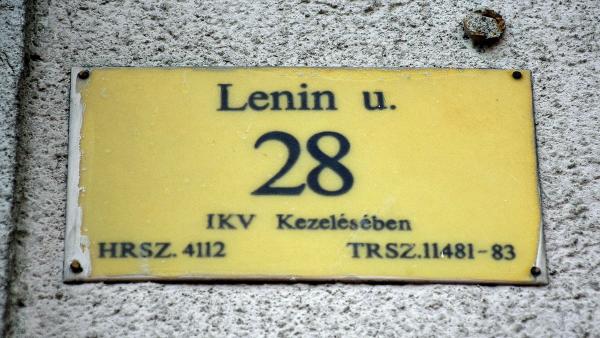 Lenin u.
28
IKV Kezelésében
HRSZ. 4112 TRSZ.11481-83